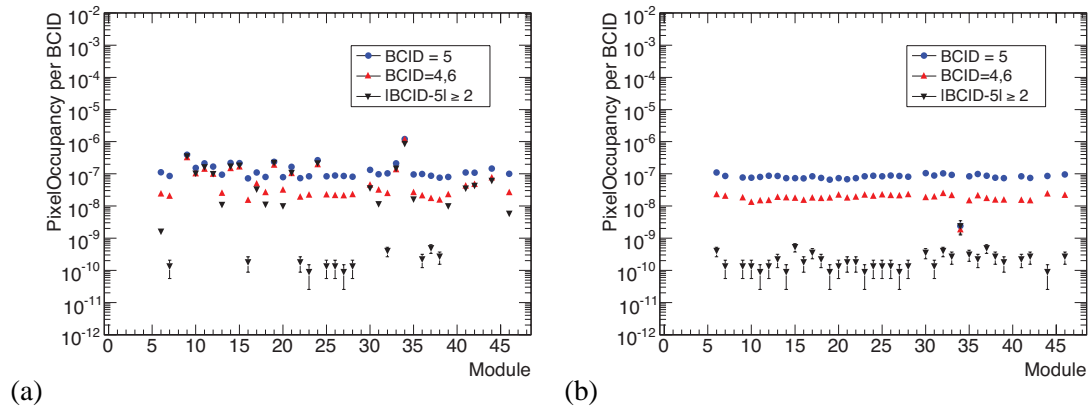 PixelOccupancy per BCID
10⁻²
10⁻³
10⁻⁴
10⁻⁵
10⁻⁶
10⁻⁷
10⁻⁸
10⁻⁹
10⁻¹⁰
10⁻¹¹
10⁻¹²
BCID = 5
BCID=4,6
|BCID-5| ≥ 2
0 5 10 15 20 25 30 35 40 45
Module
(a)
PixelOccupancy per BCID
10⁻²
10⁻³
10⁻⁴
10⁻⁵
10⁻⁶
10⁻⁷
10⁻⁸
10⁻⁹
10⁻¹⁰
10⁻¹¹
10⁻¹²
BCID = 5
BCID=4,6
|BCID-5| ≥ 2
0 5 10 15 20 25 30 35 40 45
Module
(b)